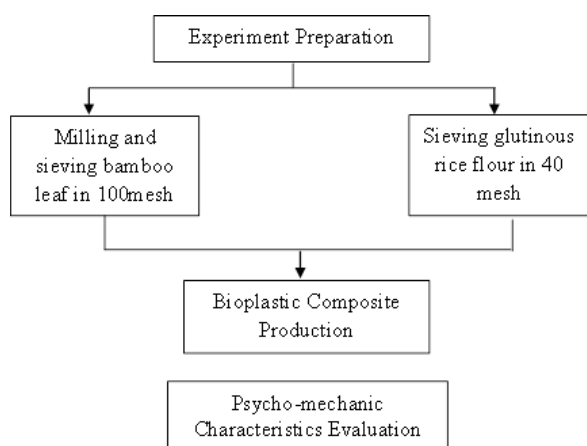 Experiment Preparation
Milling and
sieving bamboo
leaf in 100mesh
Sieving glutinous
rice flour in 40
mesh
Bioplastic Composite
Production
Psycho-mechanic
Characteristics Evaluation